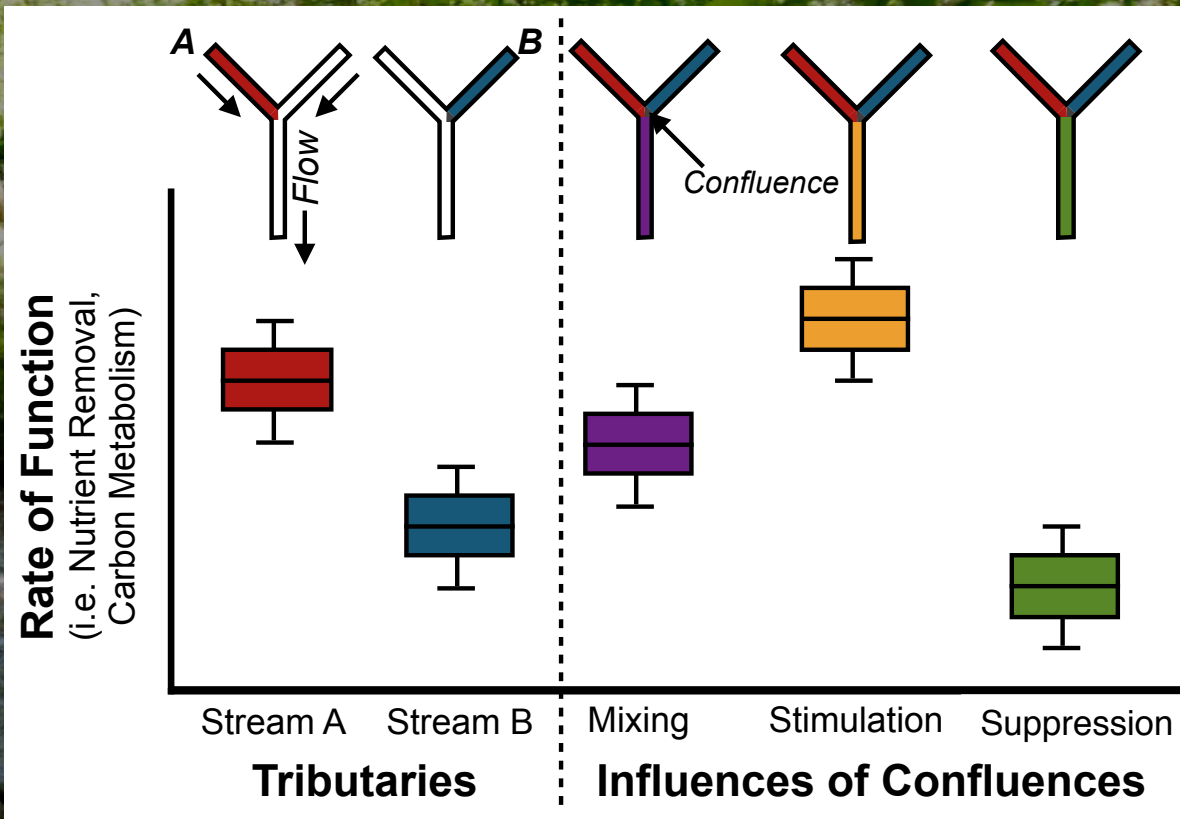 A
B
Flow
Confluence
Rate of Function
(i.e. Nutrient Removal,
Carbon Metabolism)
Stream A
Stream B
Mixing
Stimulation
Suppression
Tributaries
Influences of Confluences